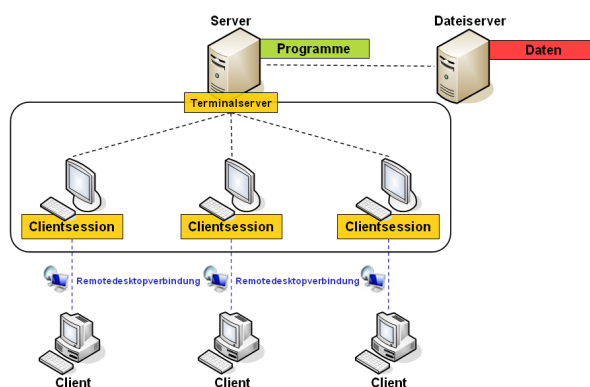 Server
Dateiserver
Programme
Daten
Terminalserver
Clientsession
Clientsession
Clientsession
Remotedesktopverbindung
Remotedesktopverbindung
Client
Client
Client